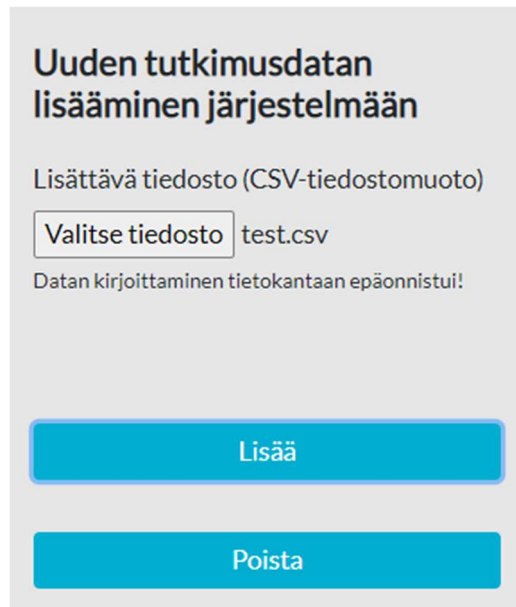 Uuden tutkimusdatan
lisääminen järjestelmään
Lisättävä tiedosto (CSV-tiedostomuoto)
Valitse tiedosto test.csv
Datan kirjoittaminen tietokantaan epäonnistui!
Lisää
Poista